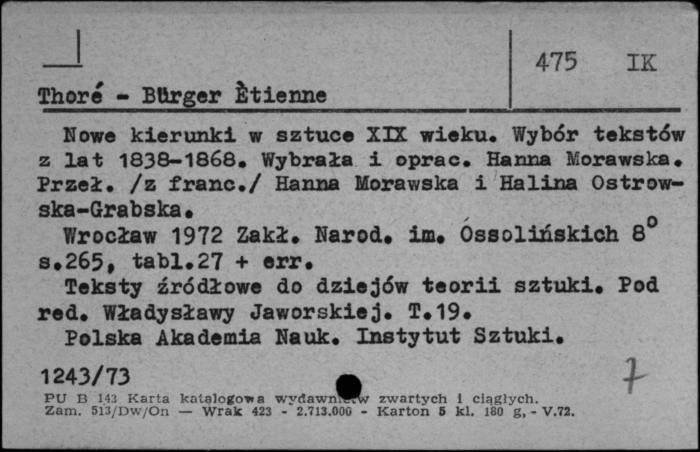 475 IK
Thoré - Bürger Ètienne
Nowe kierunki w sztuce XIX wieku. Wybór tekstów
z lat 1838-1868. Wybrała i oprac. Hanna Morawska.
Przeł. /z franc./ Hanna Morawska i Halina Ostrow-
ska-Grabska.
Wrocław 1972 Zakł. Narod. im. Ossolińskich 8°
s.265, tabl.27 + err.
Teksty źródłowe do dziejów teorii sztuki. Pod
red. Władysławy Jaworskiej. T.19.
Polska Akademia Nauk. Instytut Sztuki.
1243/73
7
PU B 143 Karta katalogowa wydawnictw zwartych i ciągłych.
Zam. 513/Dw/On — Wrak 423 - 2.713.000 - Karton 5 kl. 180 g, - V.72.